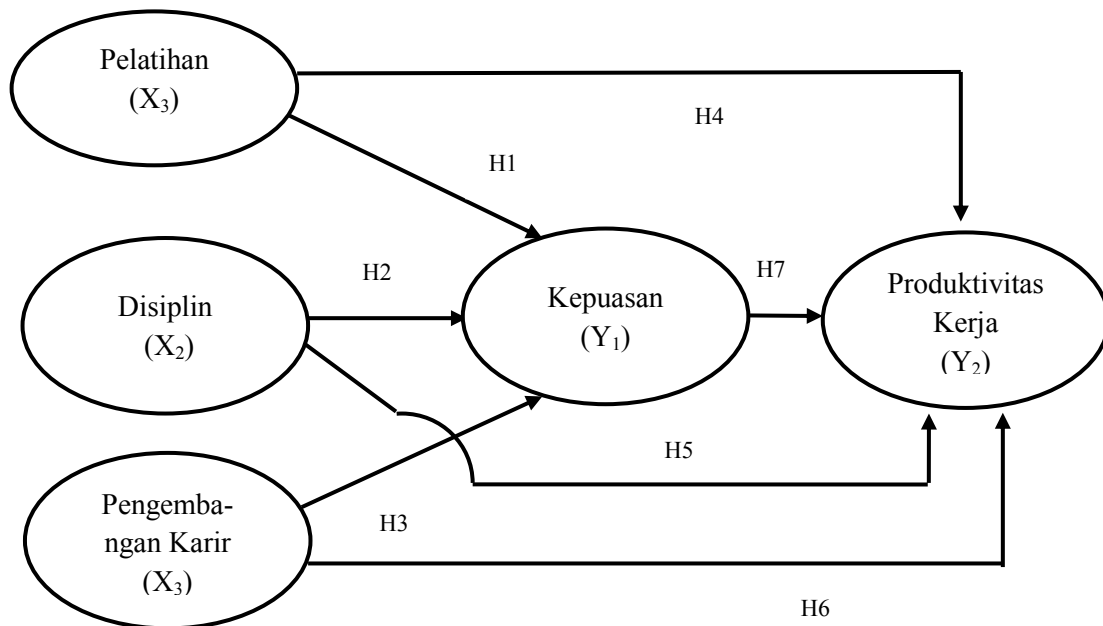 Pelatihan
(X₃)
H4
H1
Disiplin
(X₂)
H2
Kepuasan
(Y₁)
H7
Produktivitas
Kerja
(Y₂)
H5
Pengemba-
ngan Karir
(X₃)
H3
H6